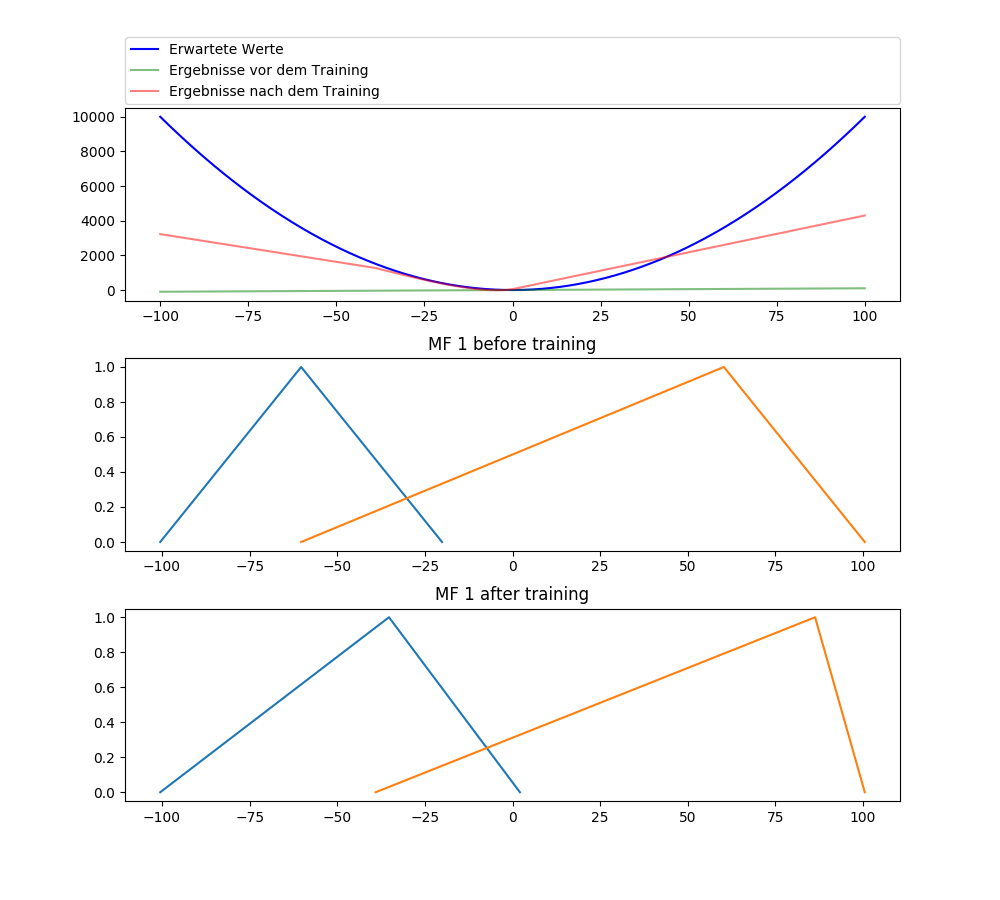 Erwartete Werte
Ergebnisse vor dem Training
Ergebnisse nach dem Training
10000
8000
6000
4000
2000
0
−100 −75 −50 −25 0 25 50 75 100
MF 1 before training
1.0
0.8
0.6
0.4
0.2
0.0
−100 −75 −50 −25 0 25 50 75 100
MF 1 after training
1.0
0.8
0.6
0.4
0.2
0.0
−100 −75 −50 −25 0 25 50 75 100